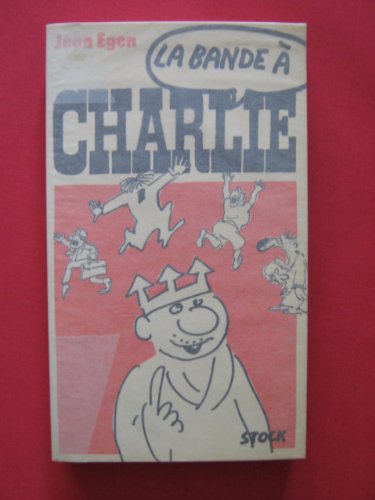 Jean Egen
LA BANDE À
CHARLIE
STOCK